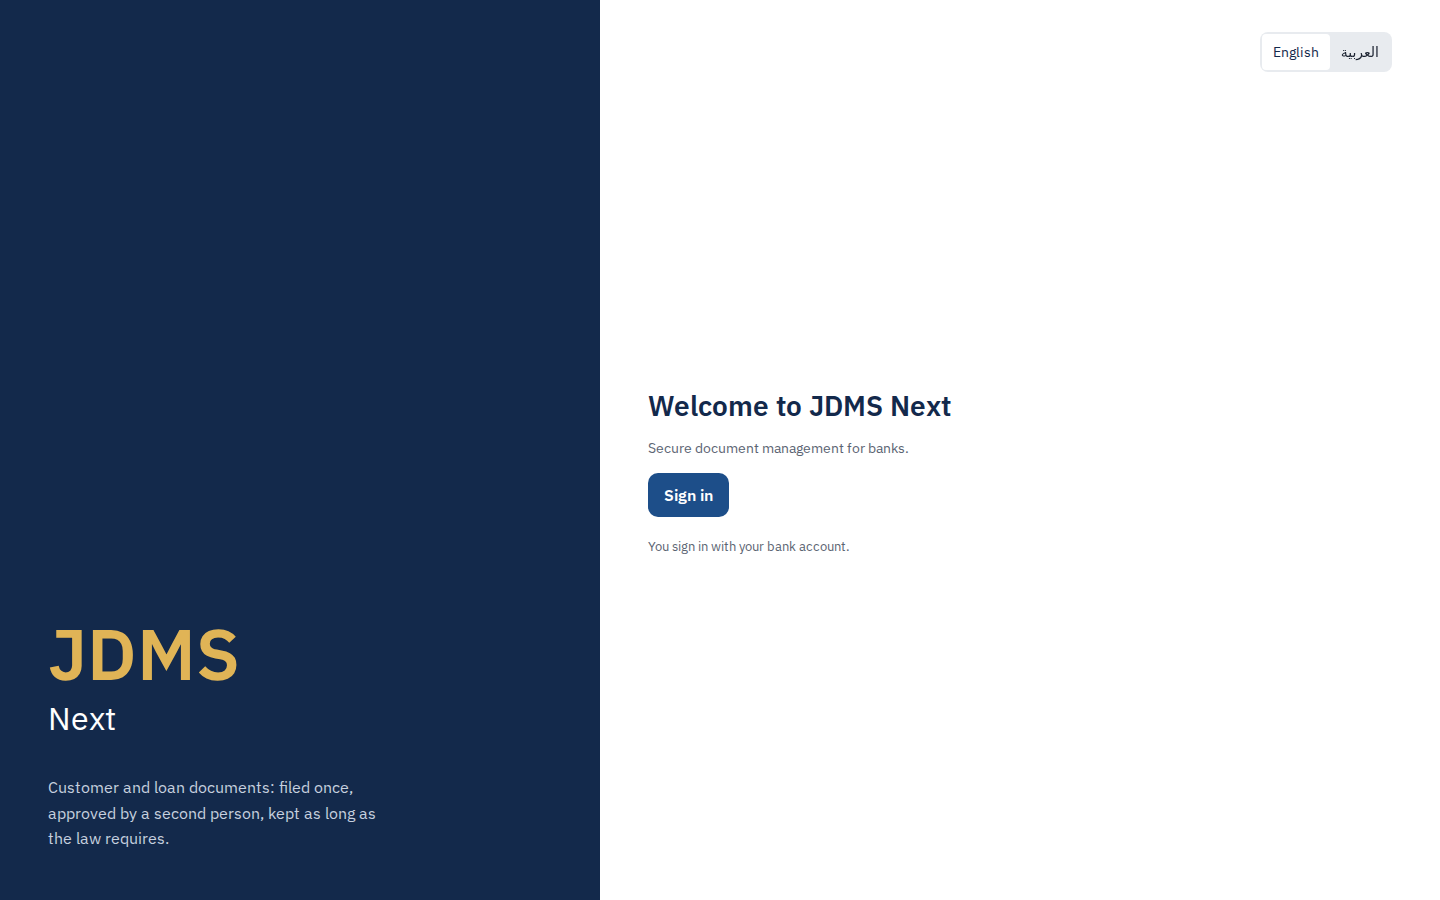 English
العربية
JDMS
Next
Customer and loan documents: filed once,
approved by a second person, kept as long as
the law requires.
Welcome to JDMS Next
Secure document management for banks.
Sign in
You sign in with your bank account.